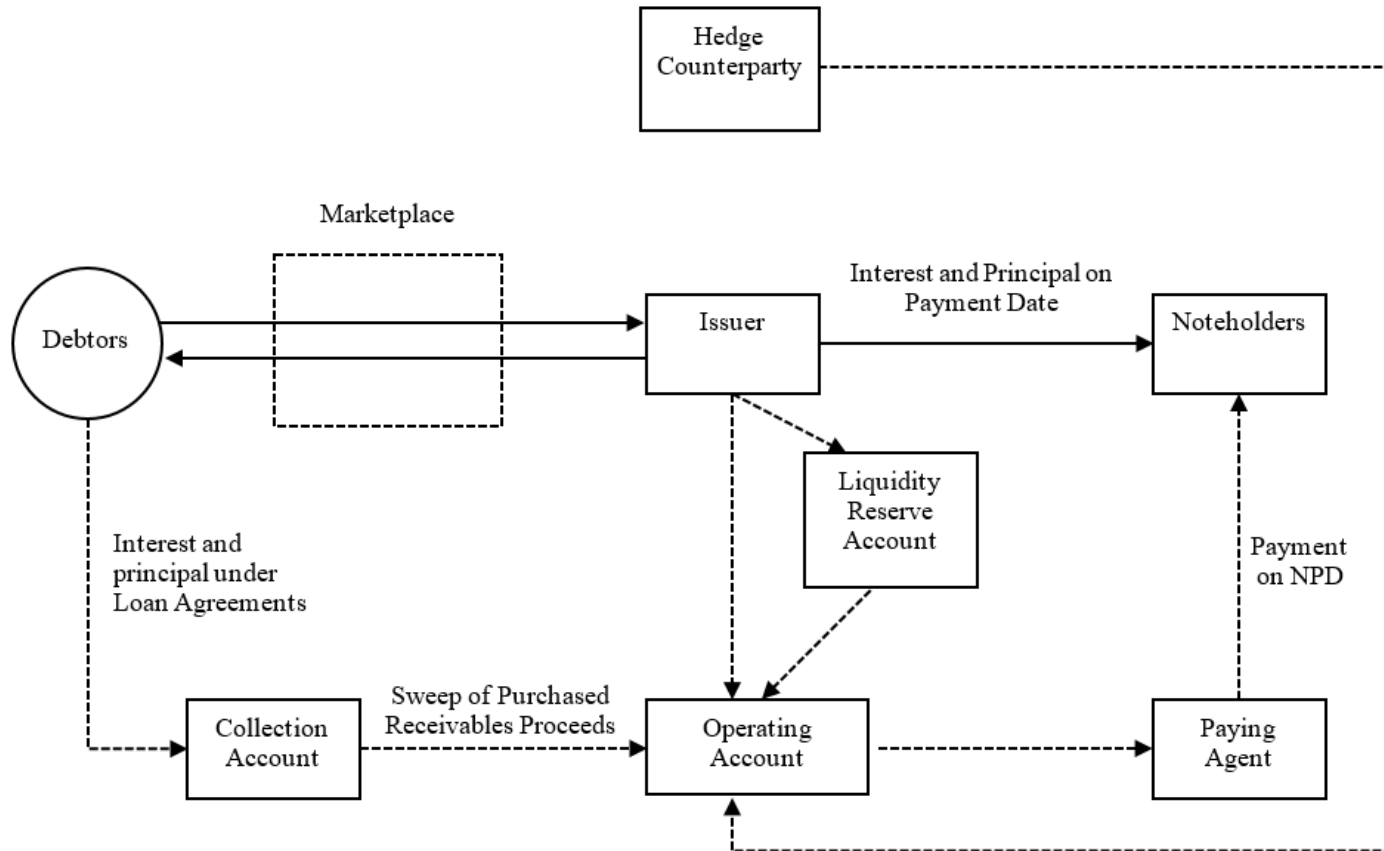 Hedge
Counterparty
Marketplace
Debtors
Issuer
Interest and Principal on
Payment Date
Noteholders
Liquidity
Reserve
Account
Interest and
principal under
Loan Agreements
Payment
on NPD
Collection
Account
Sweep of Purchased
Receivables Proceeds
Operating
Account
Paying
Agent